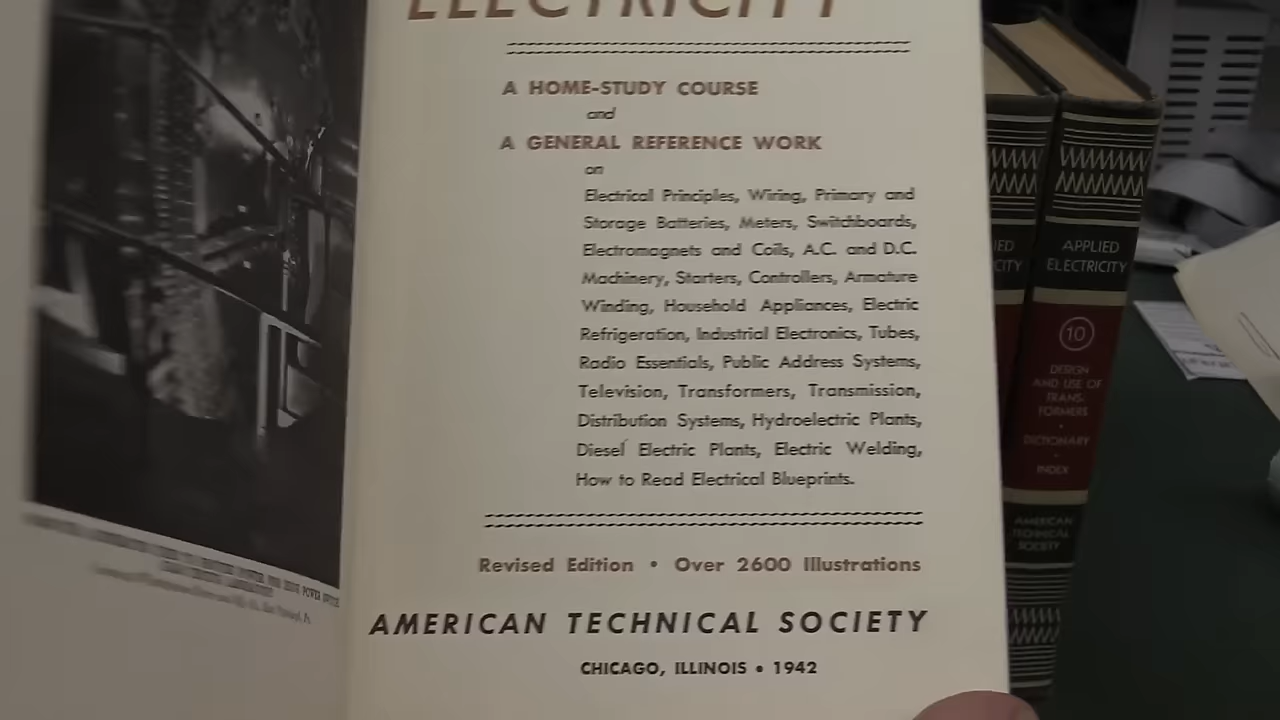 ELECTRICITY
A HOME-STUDY COURSE
and
A GENERAL REFERENCE WORK
on
Electrical Principles, Wiring, Primary and
Storage Batteries, Meters, Switchboards,
Electromagnets and Coils, A.C. and D.C.
Machinery, Starters, Controllers, Armature
Winding, Household Appliances, Electric
Refrigeration, Industrial Electronics, Tubes,
Radio Essentials, Public Address Systems,
Television, Transformers, Transmission,
Distribution Systems, Hydroelectric Plants,
Diesel Electric Plants, Electric Welding,
How to Read Electrical Blueprints.
Revised Edition • Over 2600 Illustrations
AMERICAN TECHNICAL SOCIETY
CHICAGO, ILLINOIS • 1942
APPLIED
ELECTRICITY
10
DESIGN
AND USE OF
TRANS-
FORMERS
•
DICTIONARY
•
INDEX
AMERICAN
TECHNICAL
SOCIETY